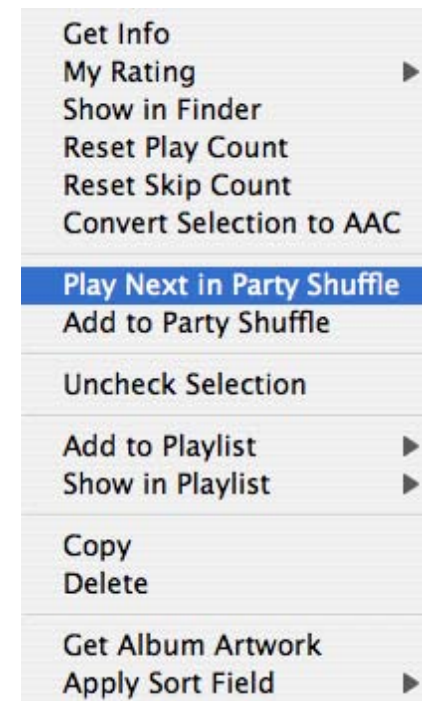 Get Info
My Rating
Show in Finder
Reset Play Count
Reset Skip Count
Convert Selection to AAC
Play Next in Party Shuffle
Add to Party Shuffle
Uncheck Selection
Add to Playlist
Show in Playlist
Copy
Delete
Get Album Artwork
Apply Sort Field